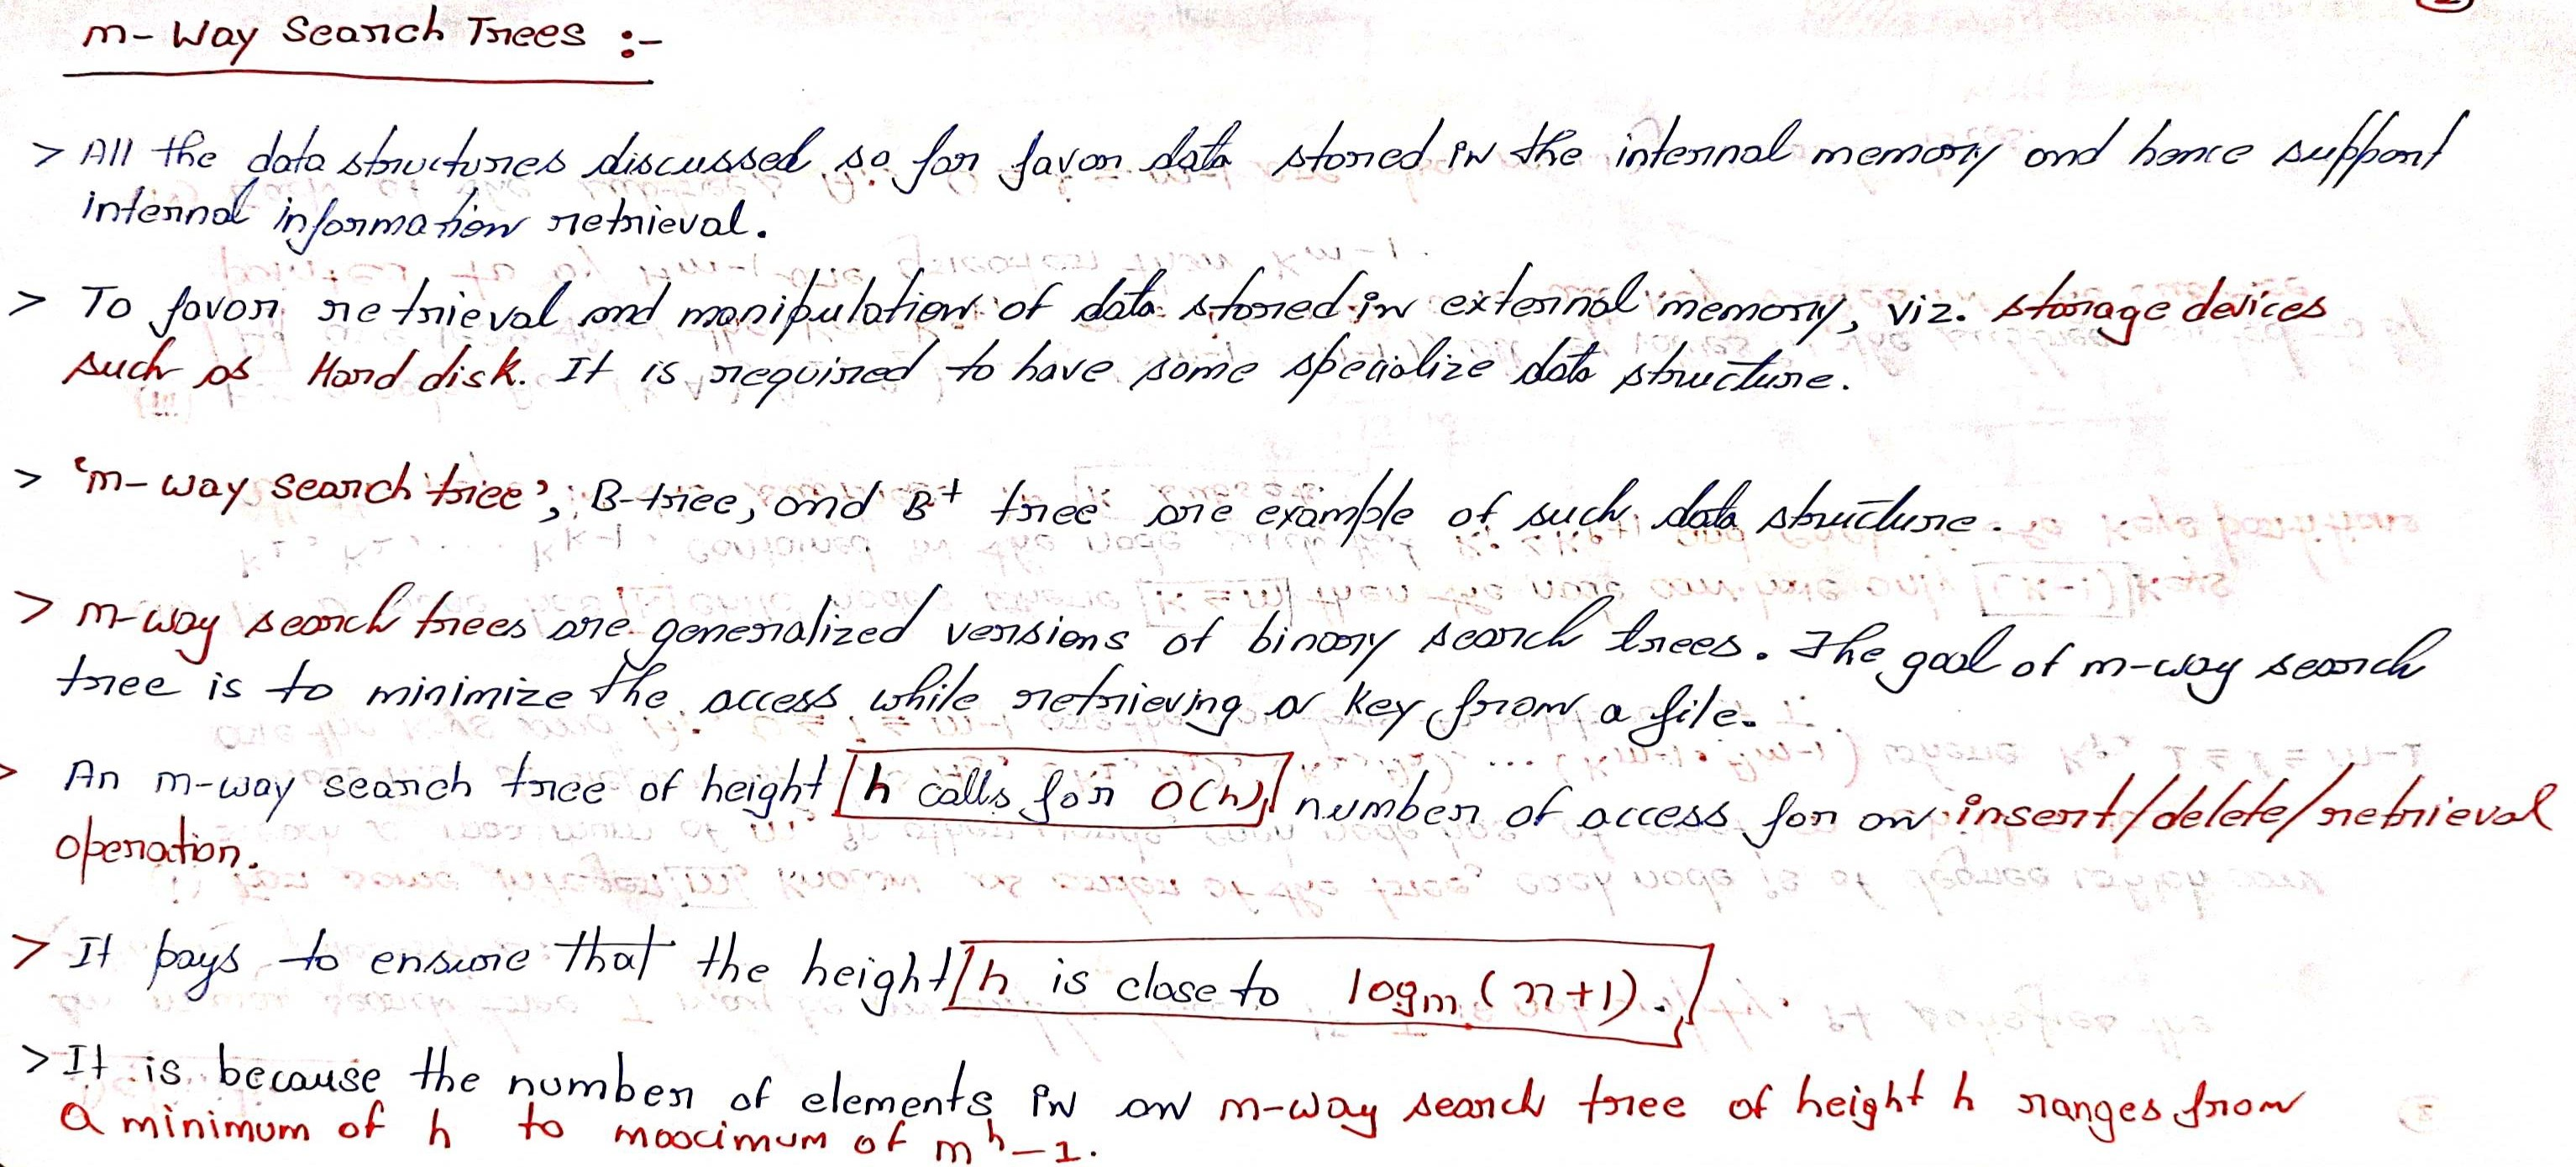 m-Way Search Trees :-
> All the data structures discussed so far favor data stored in the internal memory and hence support
internal information retrieval.
> To favor retrieval and manipulation of data stored in external memory, viz. storage devices
such as Hard disk. It is required to have some specialize data structure.
> 'm-way search tree', B-tree, and B+ tree are example of such data structure.
> m-way search trees are generalized versions of binary search trees. The goal of m-way search
tree is to minimize the access while retrieving a key from a file.
> An m-way search tree of height h calls for O(h) number of access for an insert/delete/retrieval
operation.
> It pays to ensure that the height h is close to logm (n+1).
> It is because the number of elements in an m-way search tree of height h ranges from
a minimum of h to maximum of m^h-1.